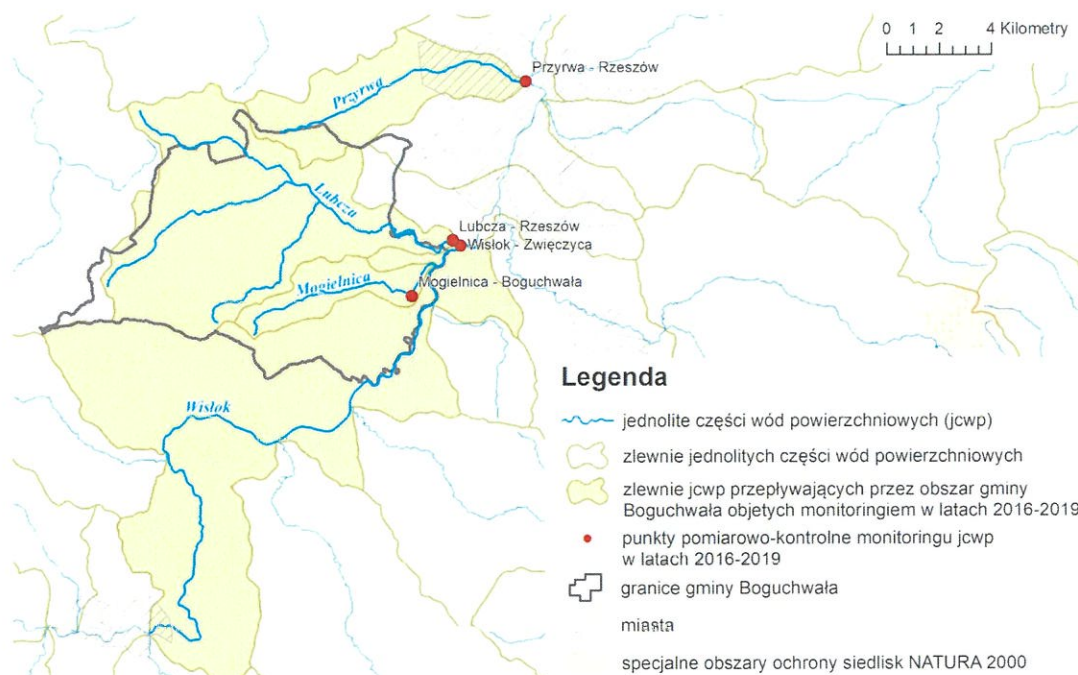 0 1 2 4 Kilometry
Przyrwa - Rzeszów
Przyrwa
Lubcza
Lubcza - Rzeszów
Wisłok - Zwięczyca
Mogielnica
Mogielnica - Boguchwała
Wisłok
Legenda
jednolite części wód powierzchniowych (jcwp)
zlewnie jednolitych części wód powierzchniowych
zlewnie jcwp przepływających przez obszar gminy
Boguchwała objetych monitoringiem w latach 2016-2019
punkty pomiarowo-kontrolne monitoringu jcwp
w latach 2016-2019
granice gminy Boguchwała
miasta
specjalne obszary ochrony siedlisk NATURA 2000